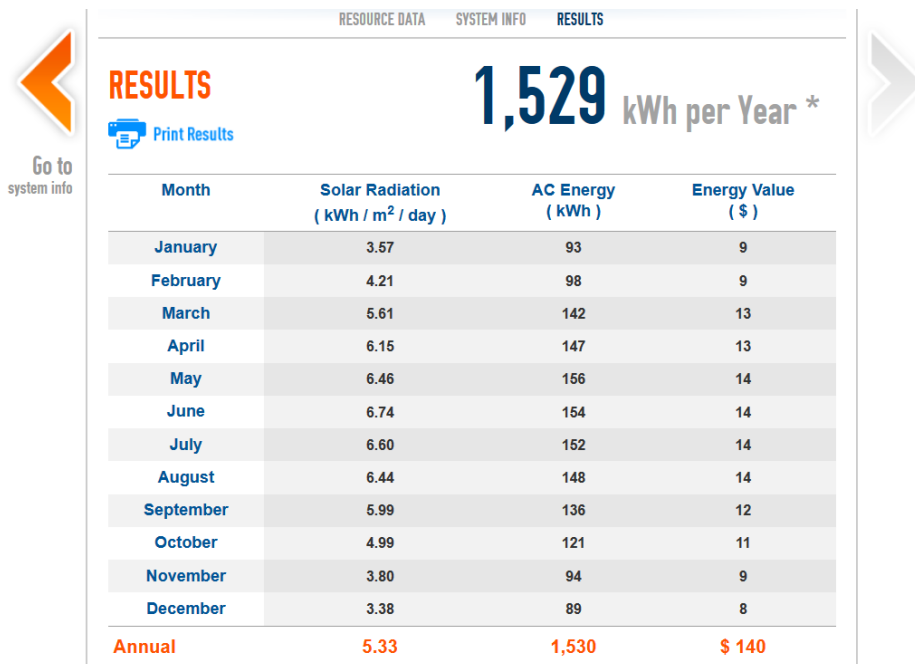 RESOURCE DATA SYSTEM INFO RESULTS
RESULTS
1,529 kWh per Year *
Print Results
Go to
system info
Month Solar Radiation AC Energy Energy Value
( kWh / m² / day ) ( kWh ) ( $ )
January 3.57 93 9
February 4.21 98 9
March 5.61 142 13
April 6.15 147 13
May 6.46 156 14
June 6.74 154 14
July 6.60 152 14
August 6.44 148 14
September 5.99 136 12
October 4.99 121 11
November 3.80 94 9
December 3.38 89 8
Annual 5.33 1,530 $ 140